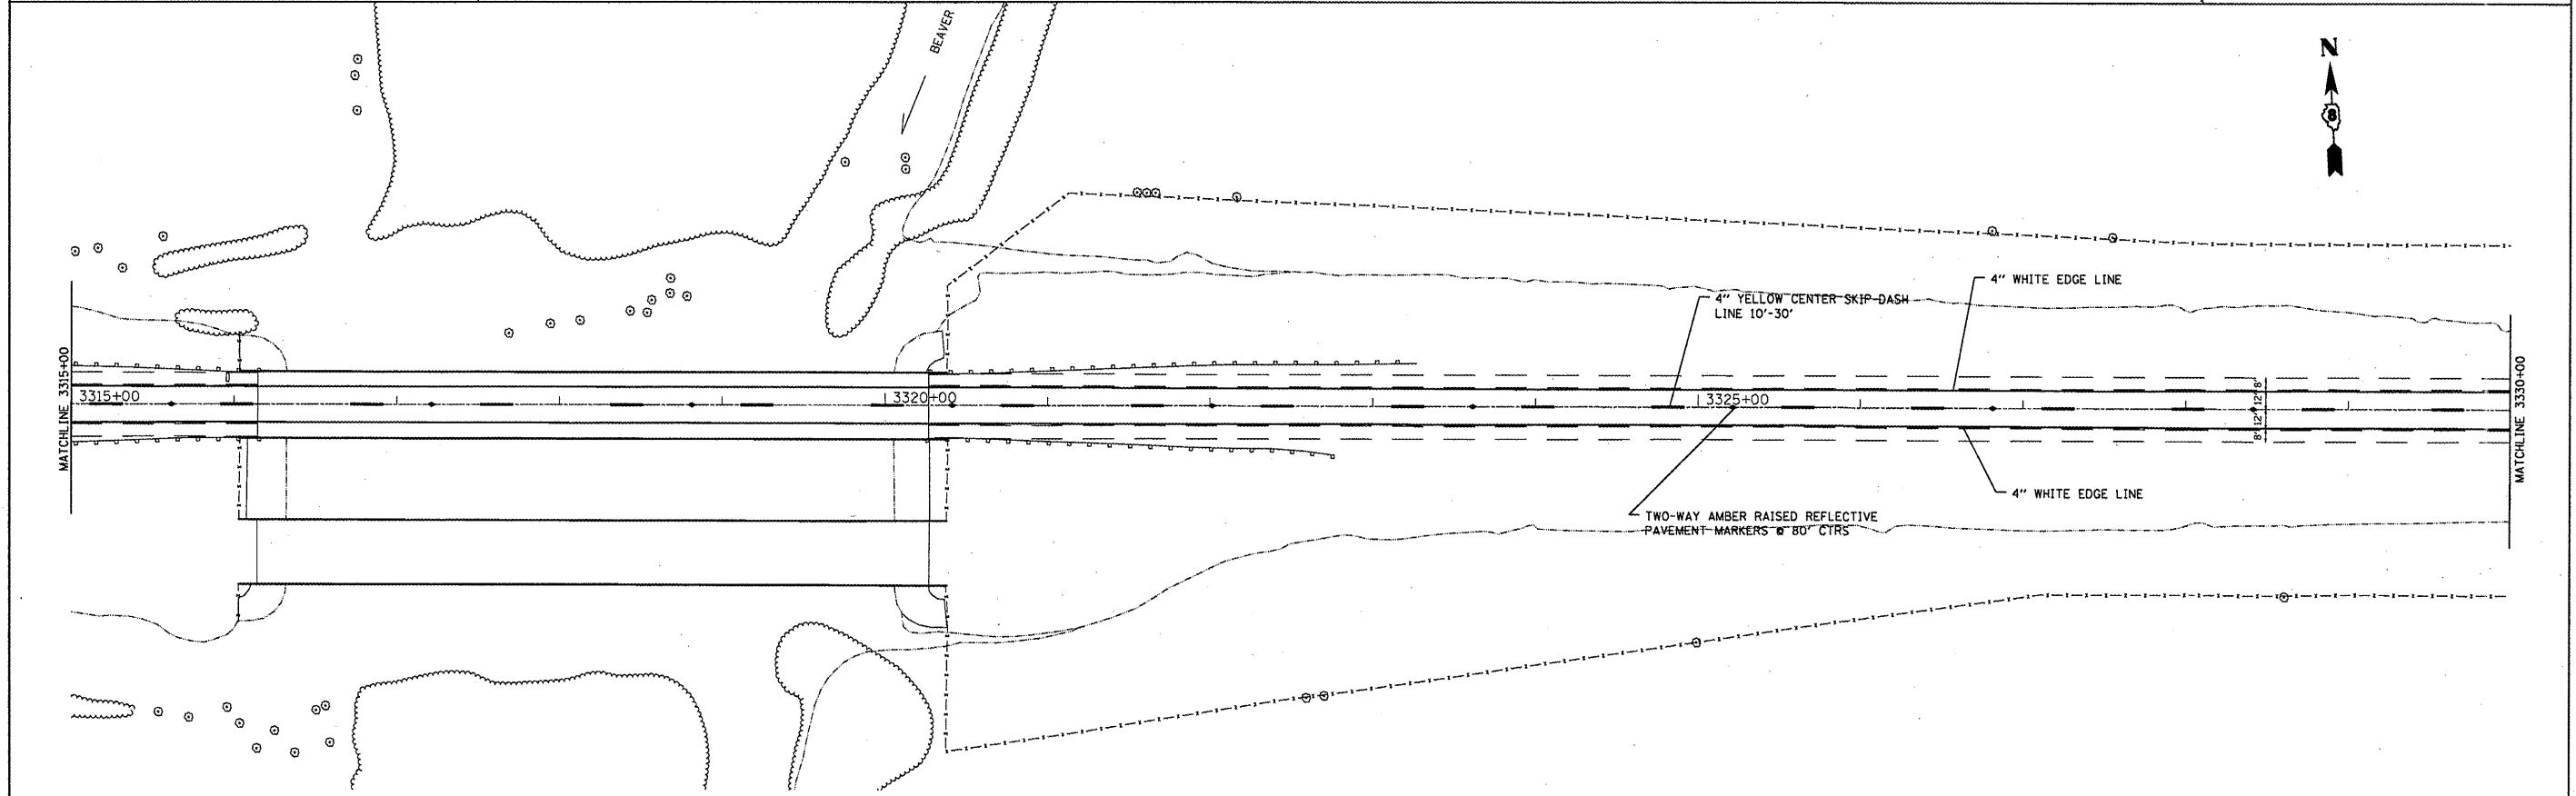 BEAVER
N
8
4" WHITE EDGE LINE
4" YELLOW CENTER SKIP-DASH
LINE 10'-30'
MATCHLINE 3315+00
3315+00
3320+00
3325+00
8' 12' 12' 8'
MATCHLINE 3330+00
4" WHITE EDGE LINE
TWO-WAY AMBER RAISED REFLECTIVE
PAVEMENT MARKERS @ 80' CTRS